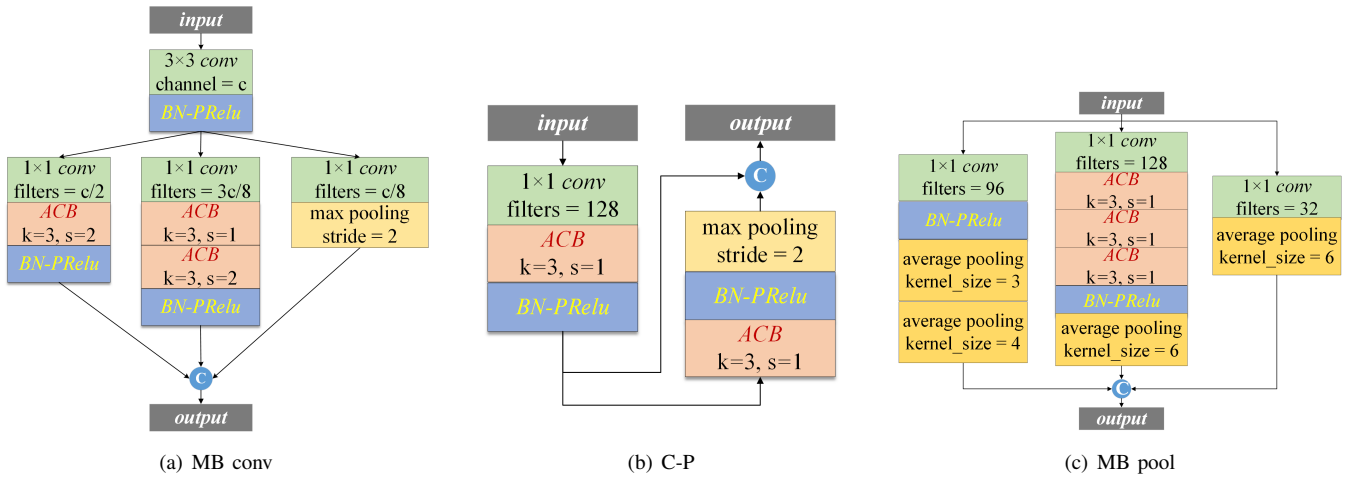 input
3×3 conv
channel = c
BN-PRelu
1×1 conv
filters = c/2
ACB
k=3, s=2
BN-PRelu
1×1 conv
filters = 3c/8
ACB
k=3, s=1
ACB
k=3, s=2
BN-PRelu
1×1 conv
filters = c/8
max pooling
stride = 2
C
output
(a) MB conv
input
1×1 conv
filters = 128
ACB
k=3, s=1
BN-PRelu
output
C
max pooling
stride = 2
BN-PRelu
ACB
k=3, s=1
(b) C-P
input
1×1 conv
filters = 96
BN-PRelu
average pooling
kernel_size = 3
average pooling
kernel_size = 4
1×1 conv
filters = 128
ACB
k=3, s=1
ACB
k=3, s=1
ACB
k=3, s=1
BN-PRelu
average pooling
kernel_size = 6
1×1 conv
filters = 32
average pooling
kernel_size = 6
C
output
(c) MB pool